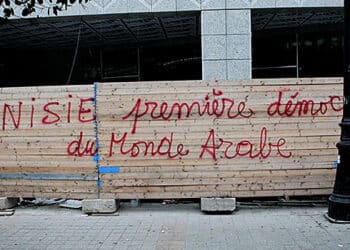 NISIE première démoc
du Monde Arabe